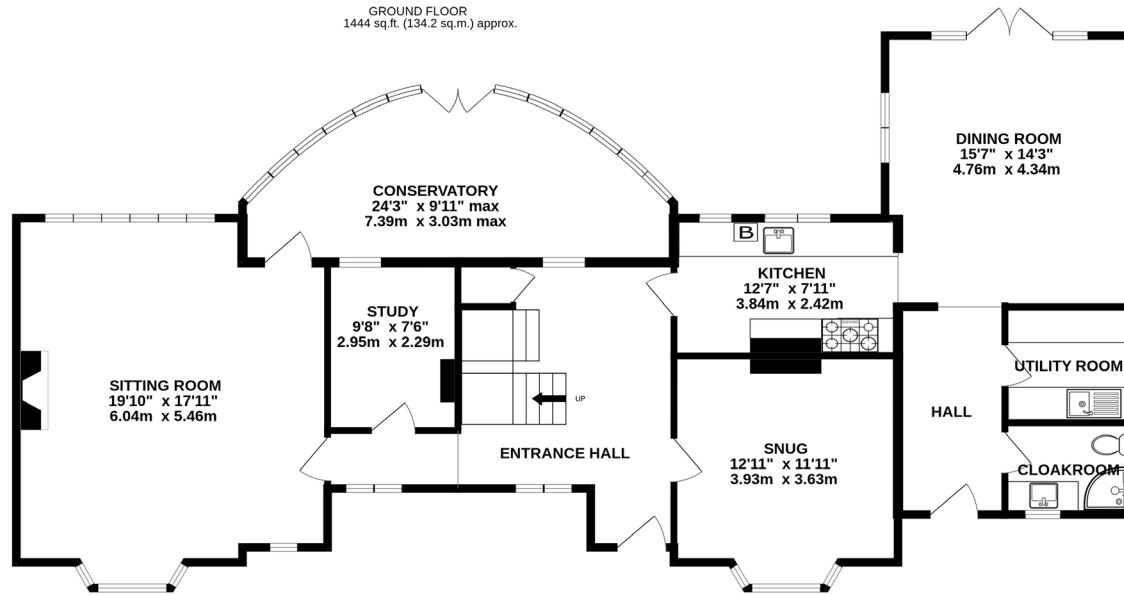 GROUND FLOOR
1444 sq.ft. (134.2 sq.m.) approx.
DINING ROOM
15'7" x 14'3"
4.76m x 4.34m
CONSERVATORY
24'3" x 9'11" max
7.39m x 3.03m max
B
KITCHEN
12'7" x 7'11"
3.84m x 2.42m
STUDY
9'8" x 7'6"
2.95m x 2.29m
SITTING ROOM
19'10" x 17'11"
6.04m x 5.46m
UP
UTILITY ROOM
HALL
ENTRANCE HALL
SNUG
12'11" x 11'11"
3.93m x 3.63m
CLOAKROOM